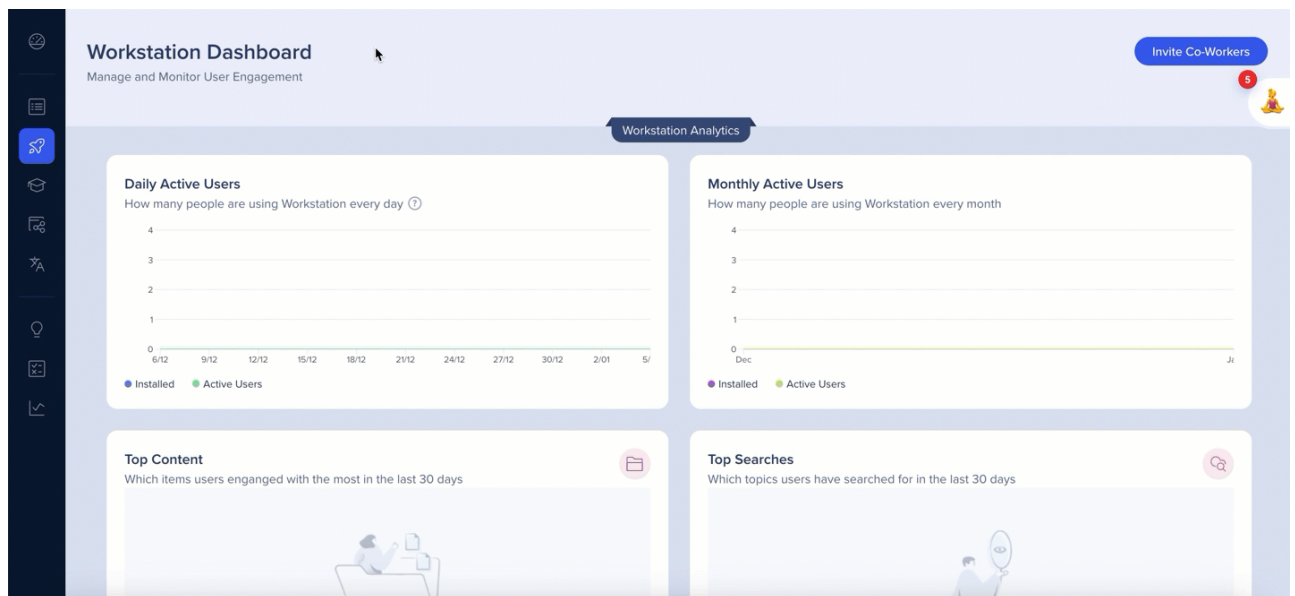 Workstation Dashboard
Manage and Monitor User Engagement
Invite Co-Workers
5
Workstation Analytics
Daily Active Users
How many people are using Workstation every day ?
4
3
2
1
0
6/12 9/12 12/12 15/12 18/12 21/12 24/12 27/12 30/12 2/01 5/
Installed Active Users
Monthly Active Users
How many people are using Workstation every month
4
3
2
1
0
Dec Ja
Installed Active Users
Top Content
Which items users enganged with the most in the last 30 days
Top Searches
Which topics users have searched for in the last 30 days